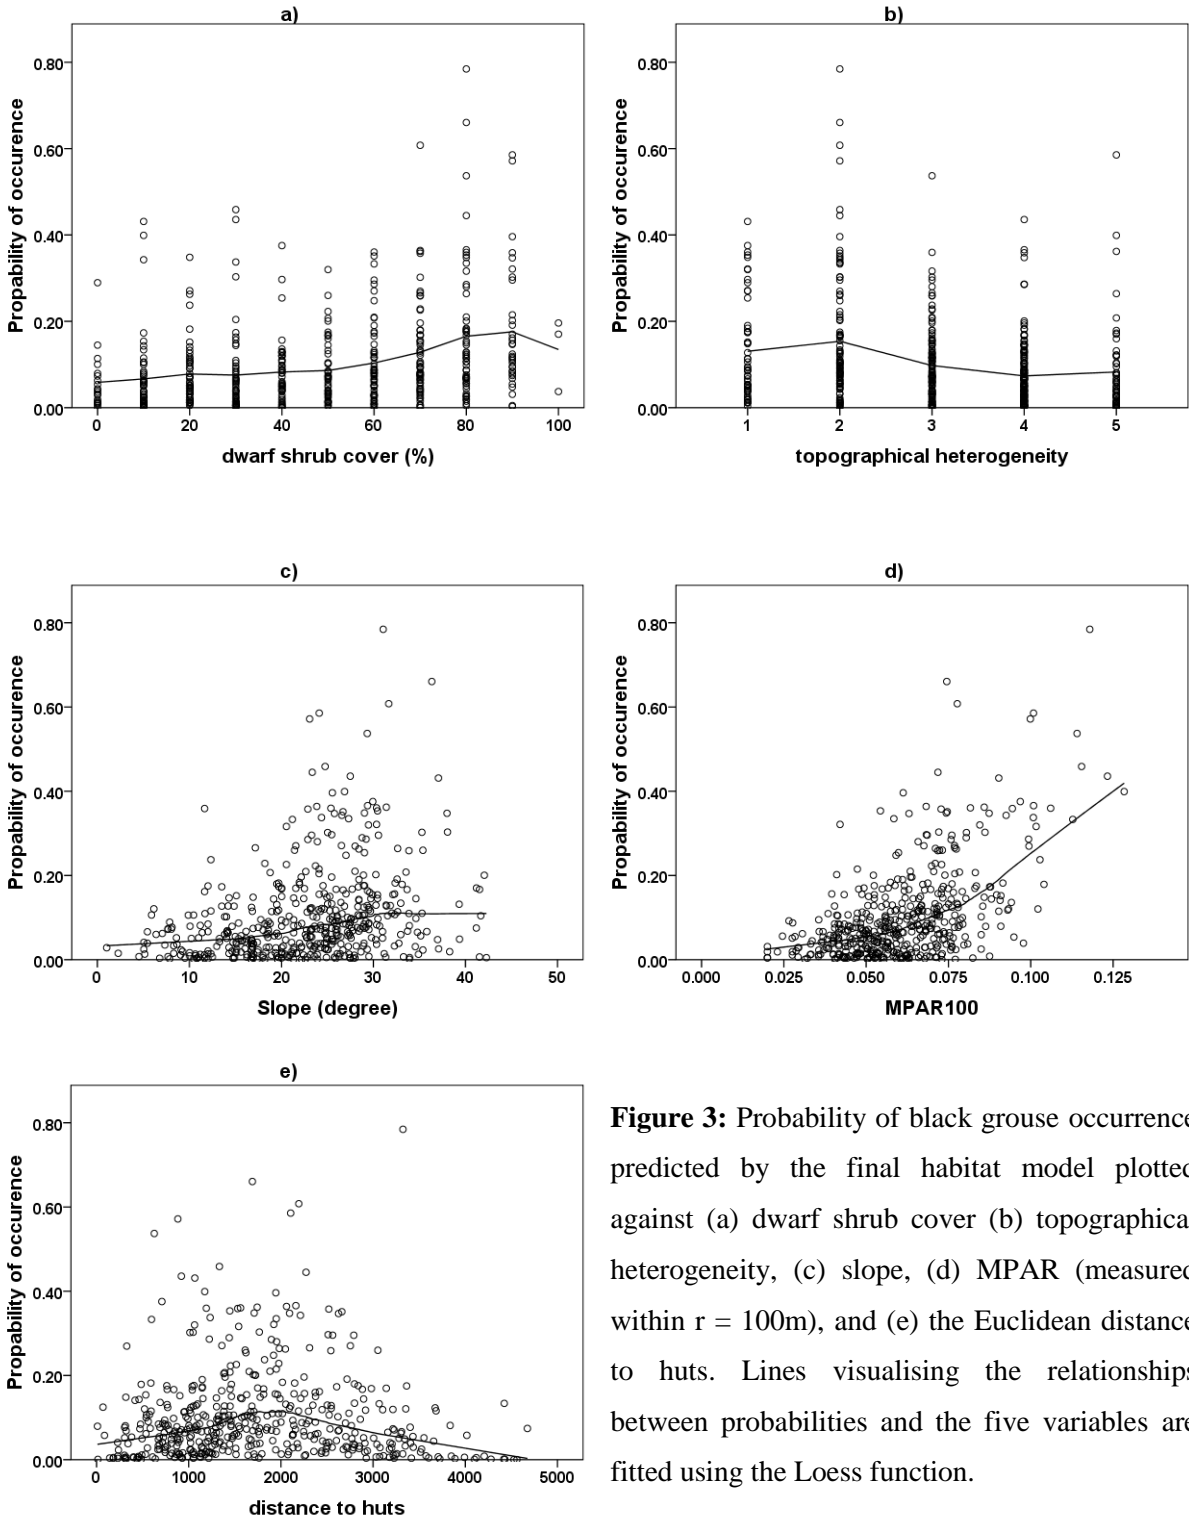 a)
0.80
0.60
0.40
0.20
0.00
Propability of occurence
0 20 40 60 80 100
dwarf shrub cover (%)
b)
0.80
0.60
0.40
0.20
0.00
Propability of occurence
1 2 3 4 5
topographical heterogeneity
c)
0.80
0.60
0.40
0.20
0.00
Propability of occurence
0 10 20 30 40 50
Slope (degree)
d)
0.80
0.60
0.40
0.20
0.00
Propability of occurence
0.000 0.025 0.050 0.075 0.100 0.125
MPAR100
e)
0.80
0.60
0.40
0.20
0.00
Propability of occurence
0 1000 2000 3000 4000 5000
distance to huts
Figure 3: Probability of black grouse occurrence
predicted by the final habitat model plotted
against (a) dwarf shrub cover (b) topographica
heterogeneity, (c) slope, (d) MPAR (measured
within r = 100m), and (e) the Euclidean distance
to huts. Lines visualising the relationships
between probabilities and the five variables are
fitted using the Loess function.